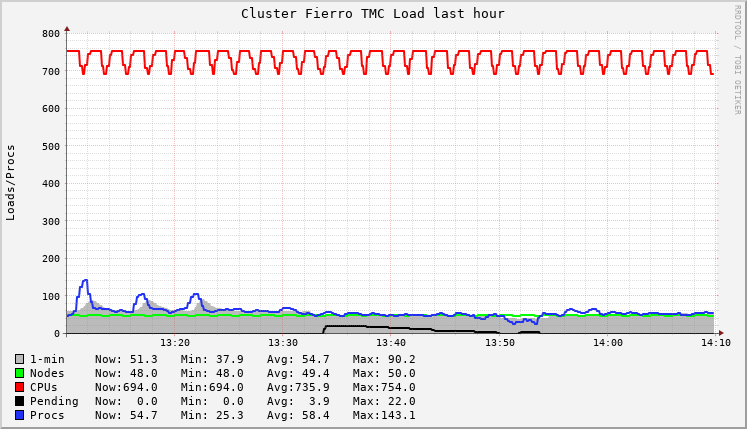 Cluster Fierro TMC Load last hour
RRDTOOL / TOBI OETIKER
Loads/Procs
800
700
600
500
400
300
200
100
0
13:20 13:30 13:40 13:50 14:00 14:10
1-min Now: 51.3 Min: 37.9 Avg: 54.7 Max: 90.2
Nodes Now: 48.0 Min: 48.0 Avg: 49.4 Max: 50.0
CPUs Now:694.0 Min:694.0 Avg:735.9 Max:754.0
Pending Now: 0.0 Min: 0.0 Avg: 3.9 Max: 22.0
Procs Now: 54.7 Min: 25.3 Avg: 58.4 Max:143.1